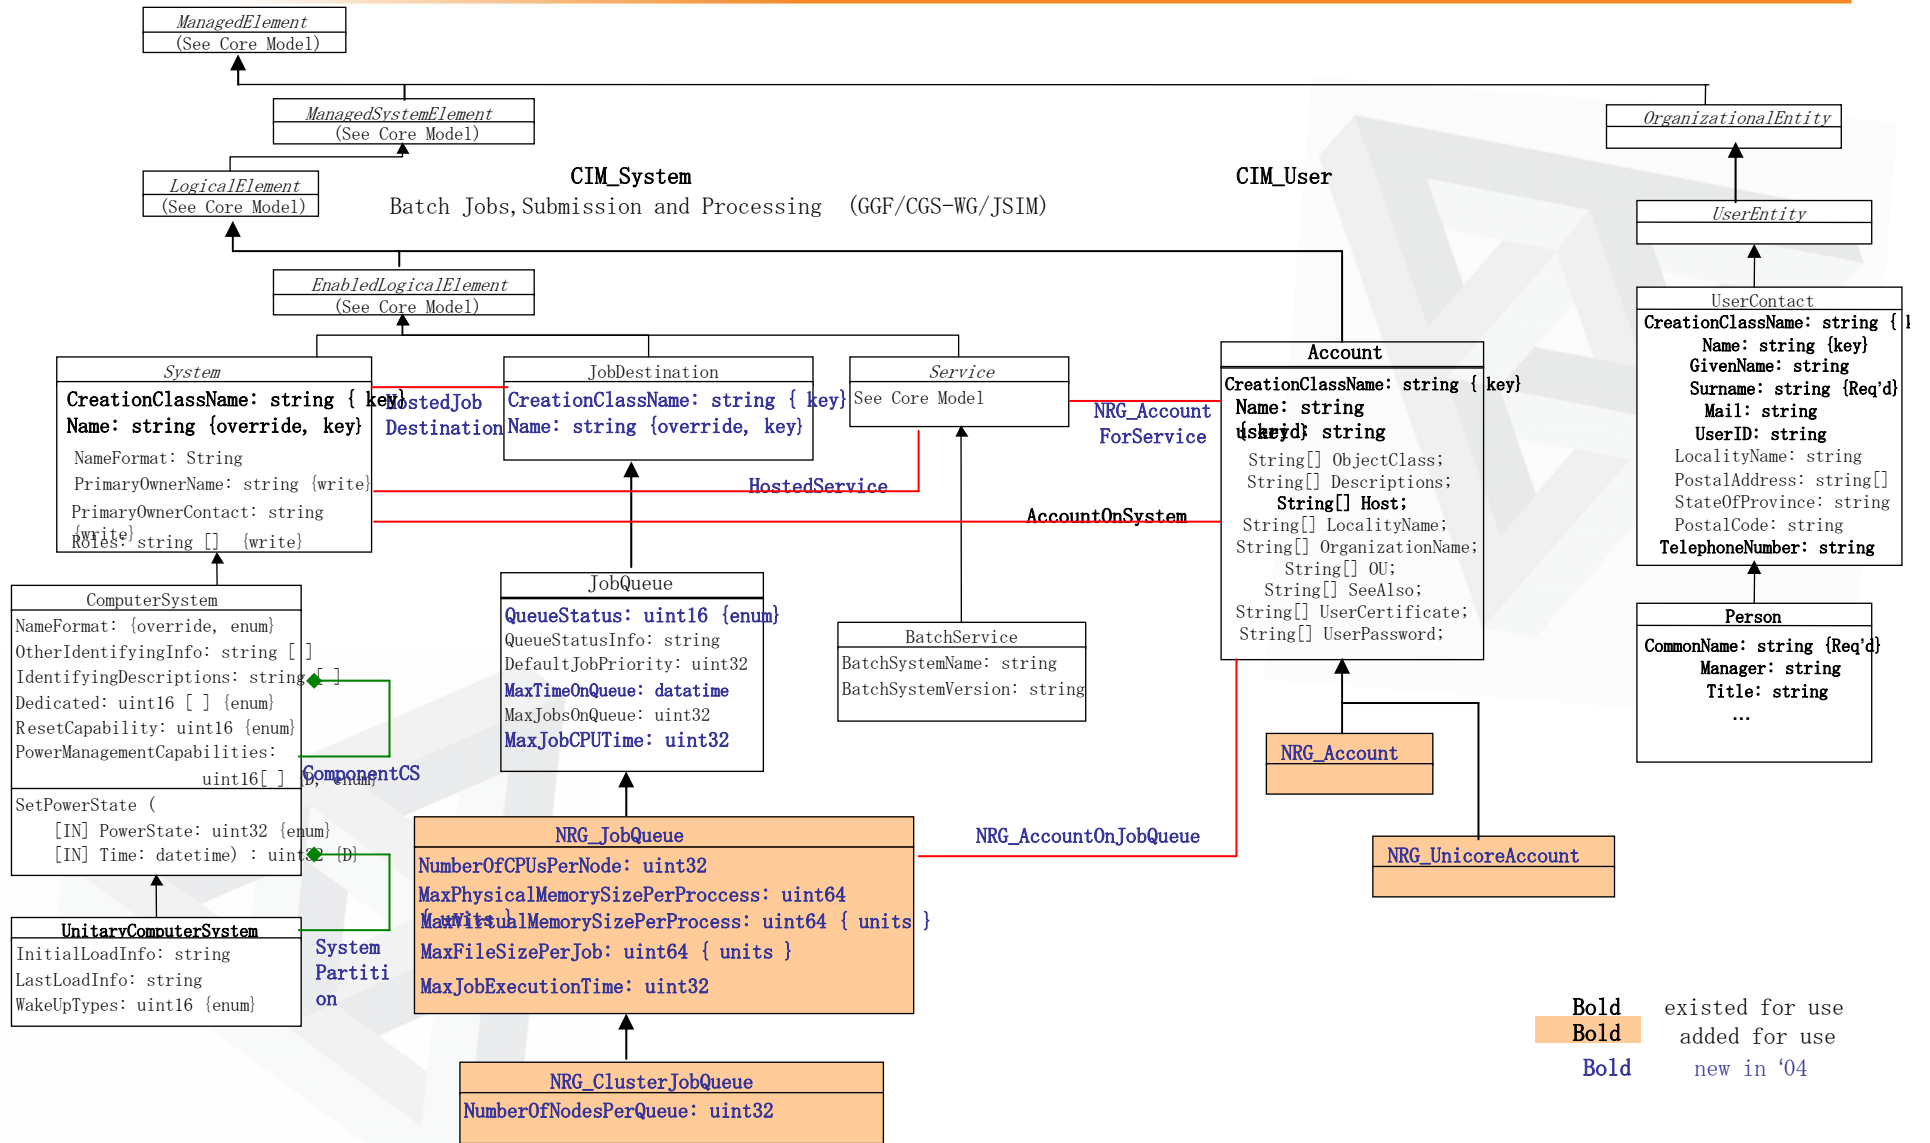 ManagedElement
(See Core Model)
ManagedSystemElement
(See Core Model)
OrganizationalEntity
LogicalElement
(See Core Model)
CIM_System
CIM_User
Batch Jobs,Submission and Processing (GGF/CGS-WG/JSIM)
UserEntity
EnabledLogicalElement
(See Core Model)
System
CreationClassName: string { key}
Name: string {override, key}
NameFormat: String
PrimaryOwnerName: string {write}
PrimaryOwnerContact: string
{write}
Roles: string [] {write}
HostedJob
Destination
JobDestination
CreationClassName: string { key}
Name: string {override, key}
Service
See Core Model
HostedService
NRG_Account
ForService
AccountOnSystem
Account
CreationClassName: string { key}
Name: string
{ key}
userid: string
String[] ObjectClass;
String[] Descriptions;
String[] Host;
String[] LocalityName;
String[] OrganizationName;
String[] OU;
String[] SeeAlso;
String[] UserCertificate;
String[] UserPassword;
UserContact
CreationClassName: string { k
Name: string {key}
GivenName: string
Surname: string {Req'd}
Mail: string
UserID: string
LocalityName: string
PostalAddress: string[]
StateOfProvince: string
PostalCode: string
TelephoneNumber: string
Person
CommonName: string {Req'd}
Manager: string
Title: string
...
ComputerSystem
NameFormat: {override, enum}
OtherIdentifyingInfo: string [ ]
IdentifyingDescriptions: string [ ]
Dedicated: uint16 [ ] {enum}
ResetCapability: uint16 {enum}
PowerManagementCapabilities:
uint16[ ] {D, enum}
SetPowerState (
[IN] PowerState: uint32 {enum}
[IN] Time: datetime) : uint32 {D}
ComponentCS
UnitaryComputerSystem
InitialLoadInfo: string
LastLoadInfo: string
WakeUpTypes: uint16 {enum}
System
Partiti
on
JobQueue
QueueStatus: uint16 {enum}
QueueStatusInfo: string
DefaultJobPriority: uint32
MaxTimeOnQueue: datatime
MaxJobsOnQueue: uint32
MaxJobCPUTime: uint32
BatchService
BatchSystemName: string
BatchSystemVersion: string
NRG_Account
NRG_UnicoreAccount
NRG_AccountOnJobQueue
NRG_JobQueue
NumberOfCPUsPerNode: uint32
MaxPhysicalMemorySizePerProccess: uint64
{ units }
MaxVirtualMemorySizePerProcess: uint64 { units }
MaxFileSizePerJob: uint64 { units }
MaxJobExecutionTime: uint32
NRG_ClusterJobQueue
NumberOfNodesPerQueue: uint32
Bold existed for use
Bold added for use
Bold new in ‘04